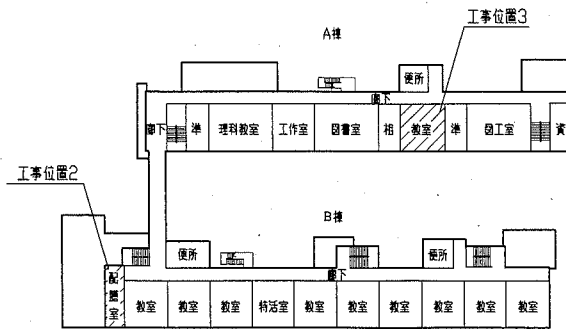 工事位置3
A棟
便所
廊下
廊下
準
理科教室
工作室
図書室
相
教室
準
図工室
資
工事位置2
B棟
便所
便所
廊下
配膳室
教室
教室
教室
特活室
教室
教室
教室
教室
教室
教室